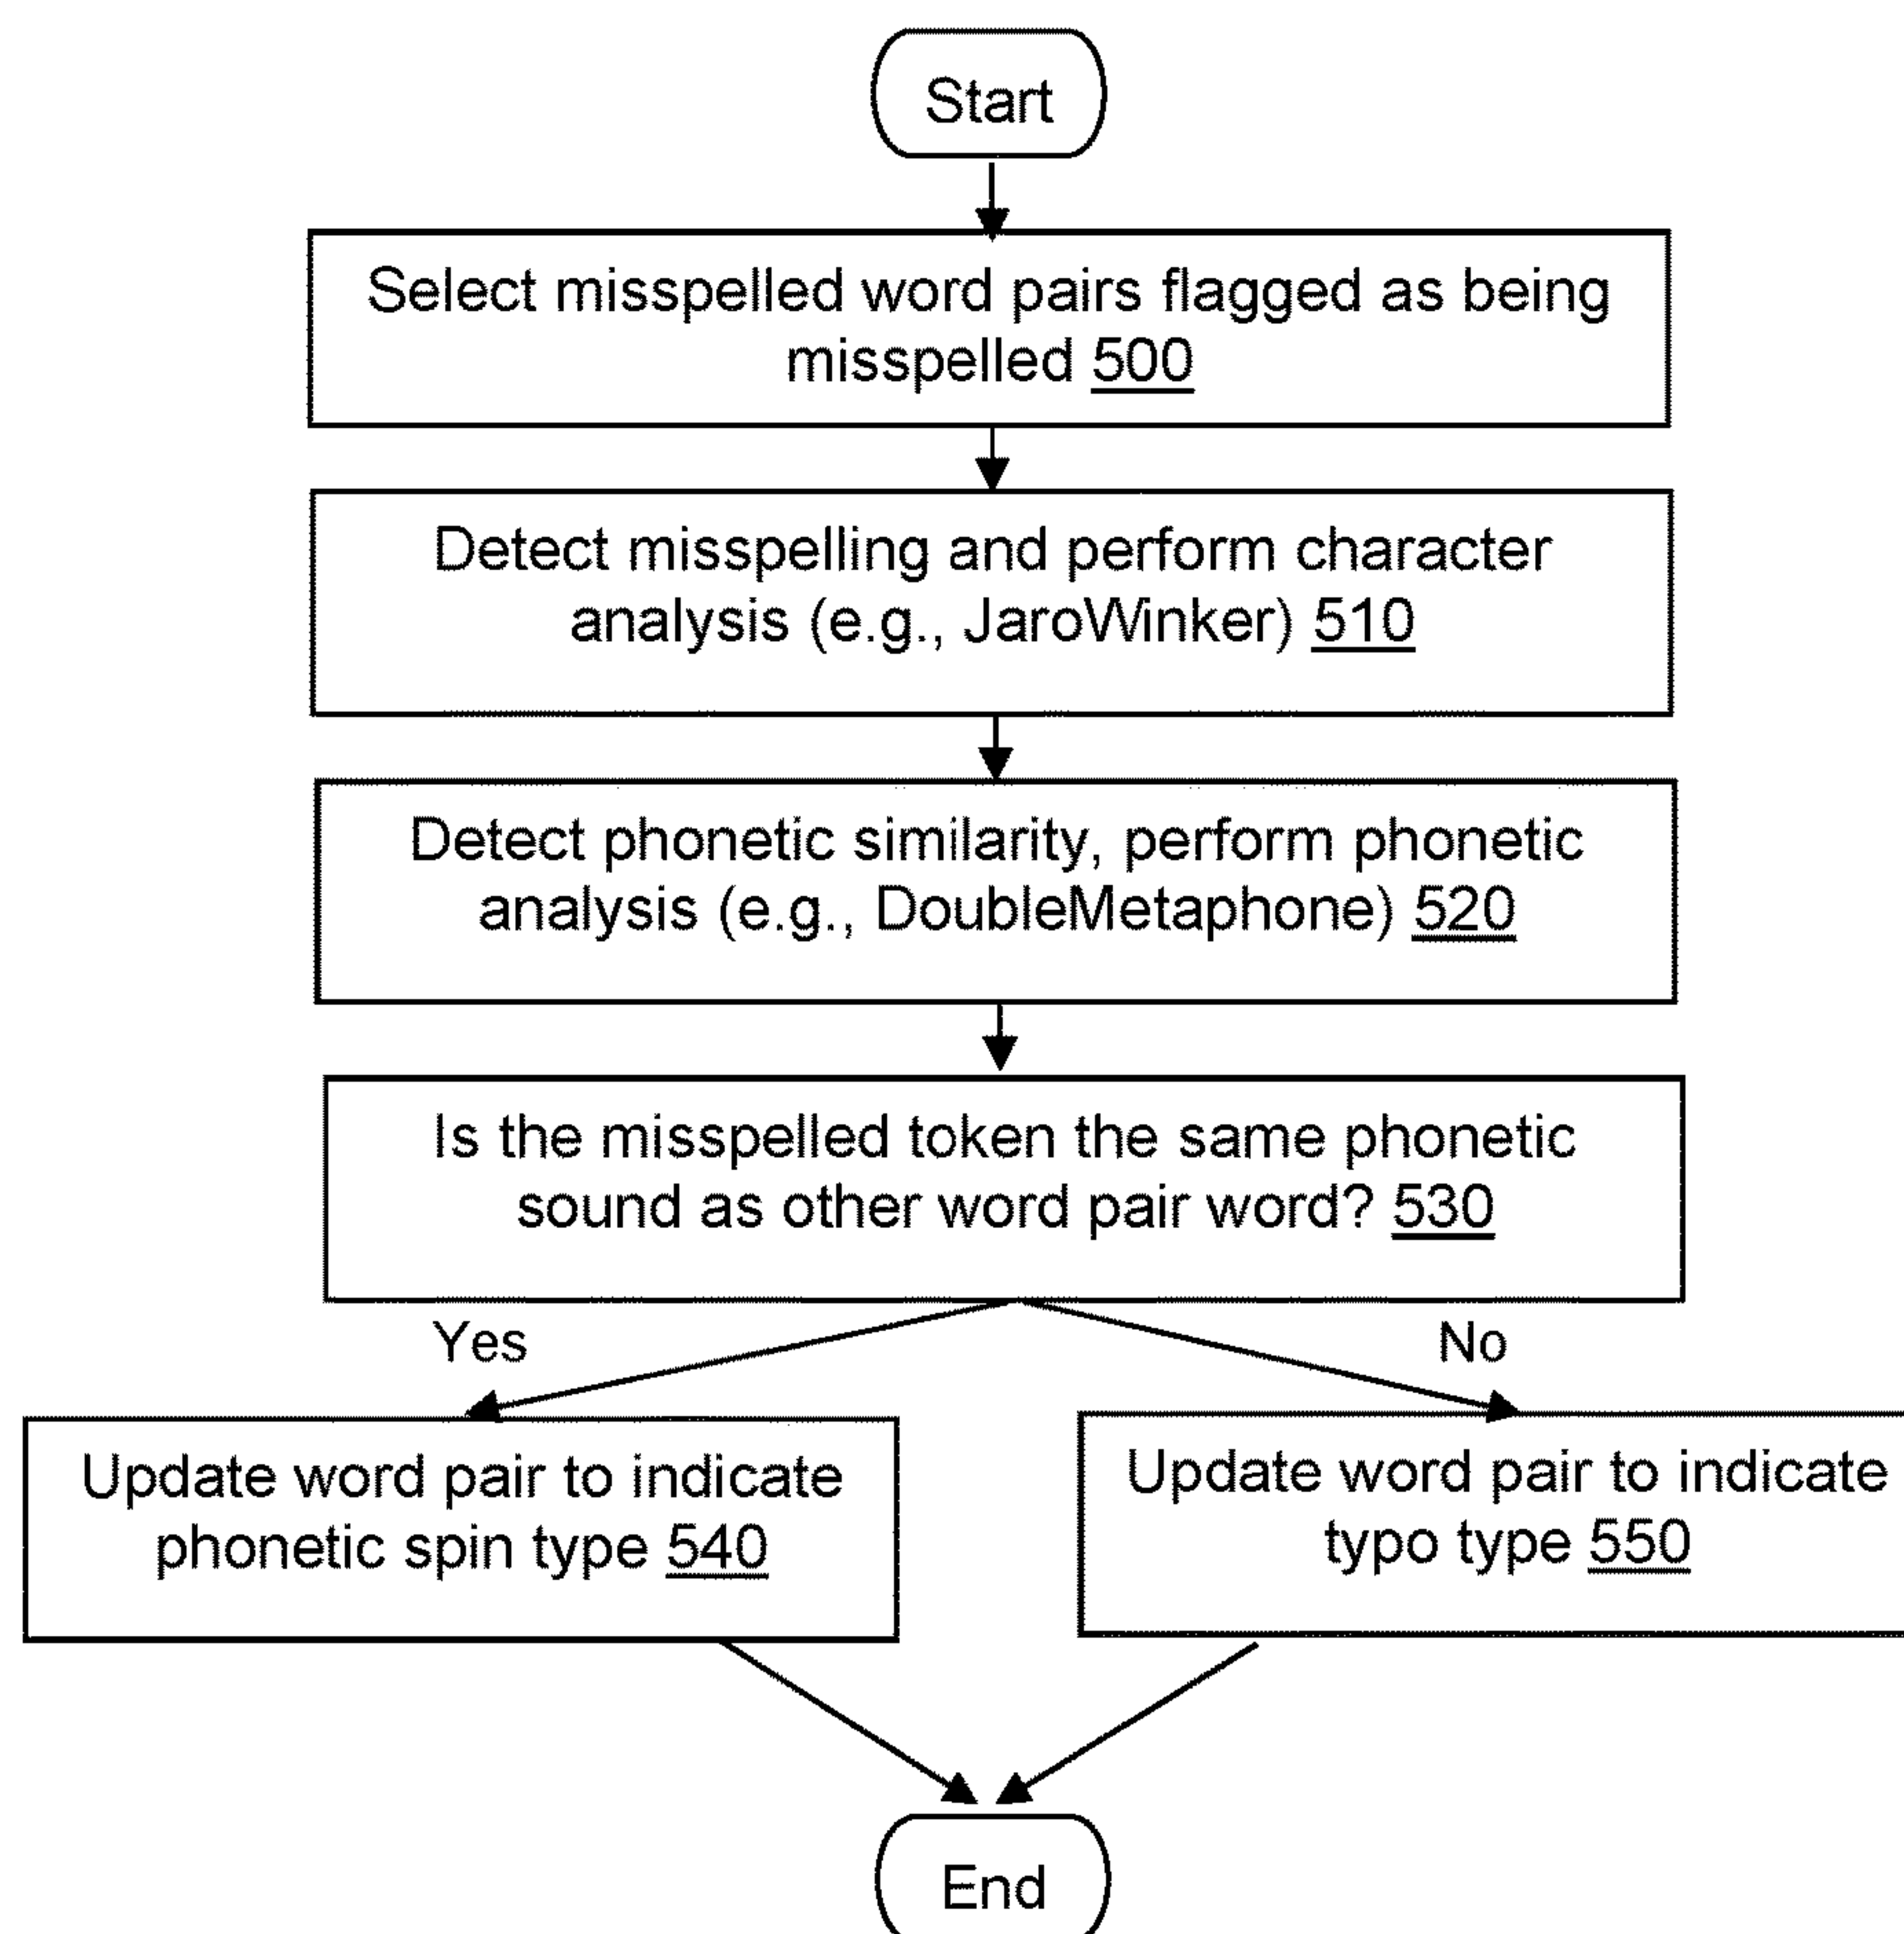 Start
Select misspelled word pairs flagged as being
misspelled 500
Detect misspelling and perform character
analysis (e.g., JaroWinker) 510
Detect phonetic similarity, perform phonetic
analysis (e.g., DoubleMetaphone) 520
Is the misspelled token the same phonetic
sound as other word pair word? 530
Yes
No
Update word pair to indicate
phonetic spin type 540
Update word pair to indicate
typo type 550
End